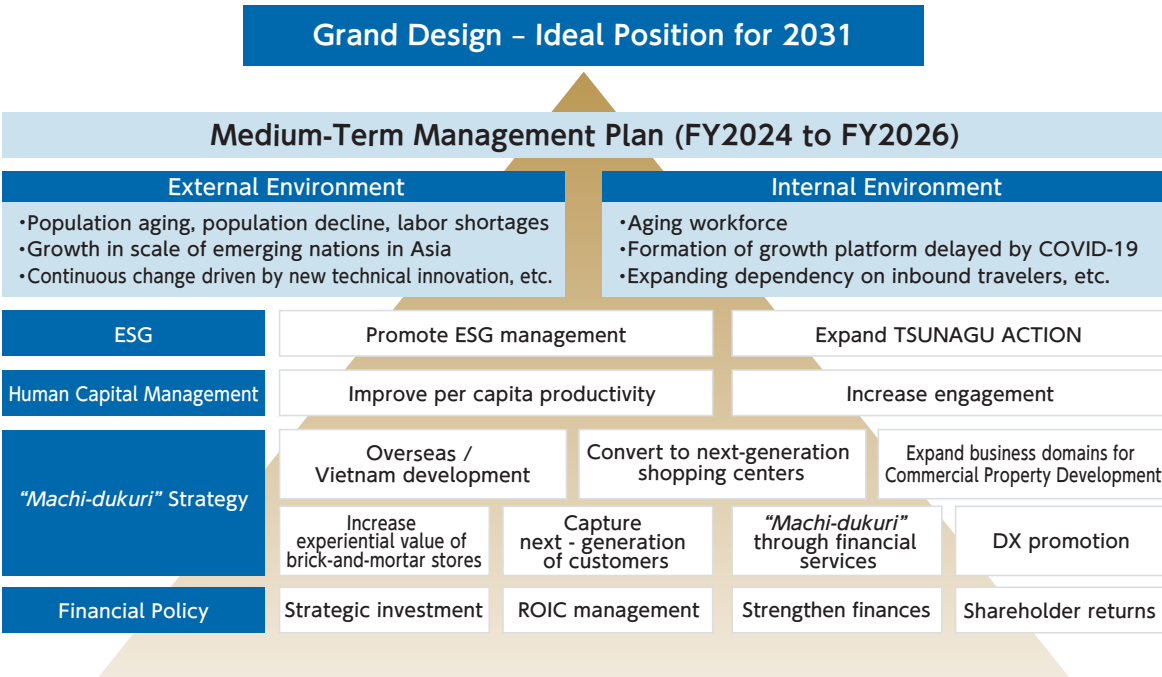 Grand Design – Ideal Position for 2031
Medium-Term Management Plan (FY2024 to FY2026)
External Environment
・Population aging, population decline, labor shortages
・Growth in scale of emerging nations in Asia
・Continuous change driven by new technical innovation, etc.
Internal Environment
・Aging workforce
・Formation of growth platform delayed by COVID-19
・Expanding dependency on inbound travelers, etc.
ESG
Promote ESG management
Expand TSUNAGU ACTION
Human Capital Management
Improve per capita productivity
Increase engagement
"Machi-dukuri" Strategy
Overseas /
Vietnam development
Convert to next-generation
shopping centers
Expand business domains for
Commercial Property Development
Increase
experiential value of
brick-and-mortar stores
Capture
next - generation
of customers
"Machi-dukuri"
through financial
services
DX promotion
Financial Policy
Strategic investment
ROIC management
Strengthen finances
Shareholder returns